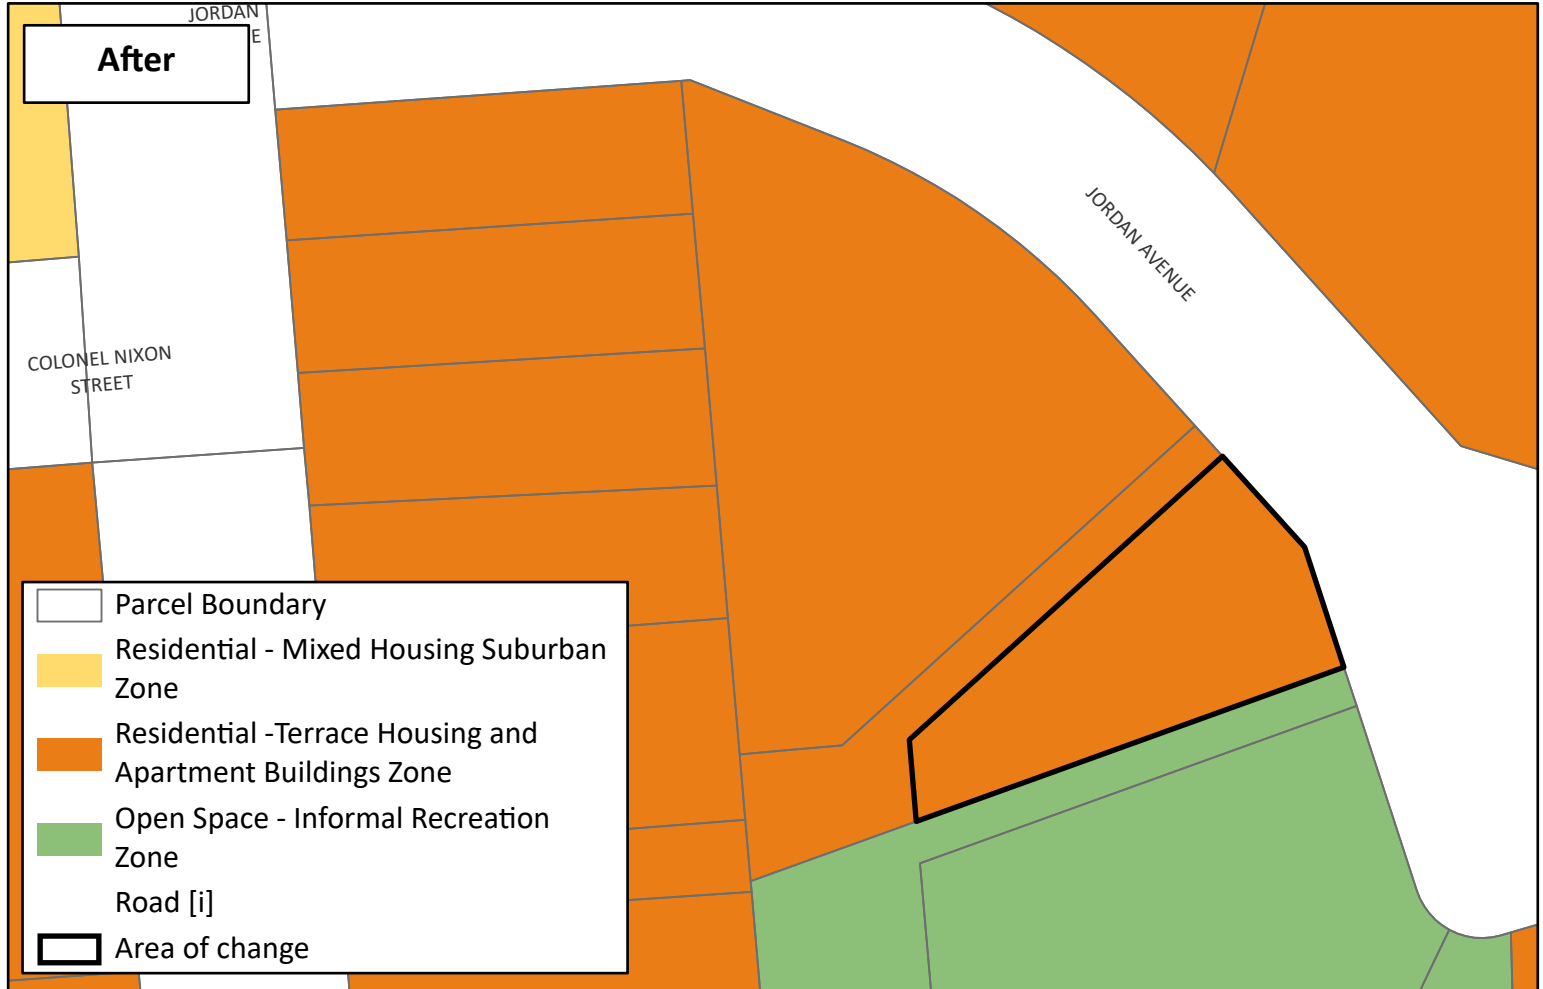 JORDAN
E
After
JORDAN AVENUE
COLONEL NIXON
STREET
Parcel Boundary
Residential - Mixed Housing Suburban
Zone
Residential -Terrace Housing and
Apartment Buildings Zone
Open Space - Informal Recreation
Zone
Road [i]
Area of change